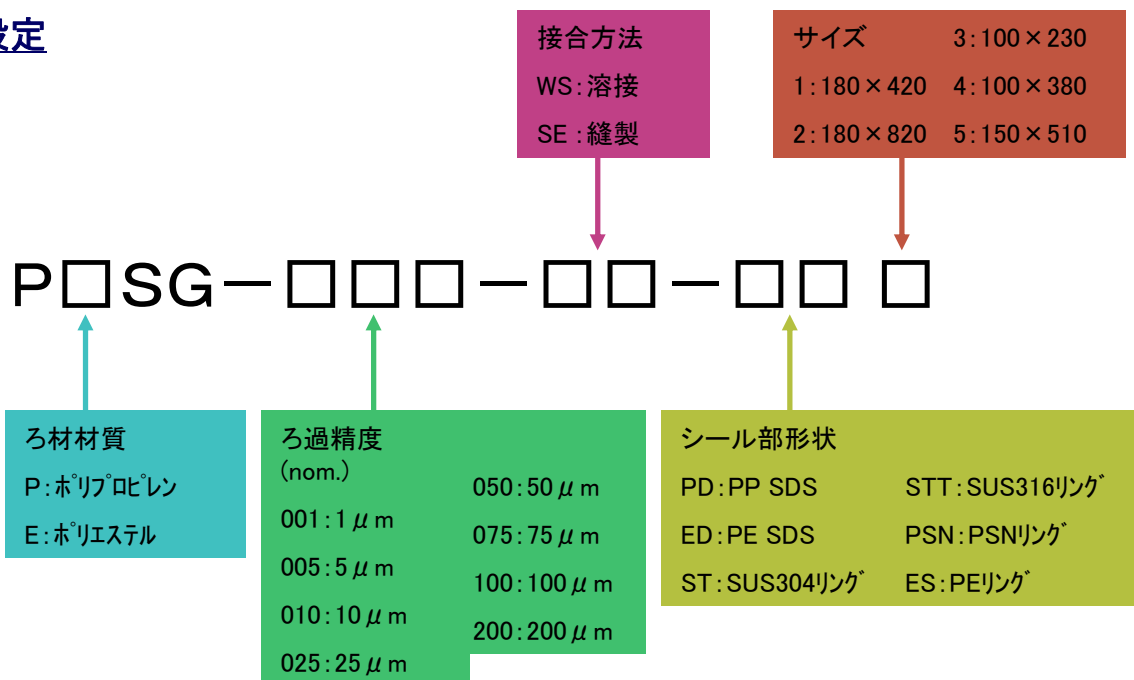 定
接合方法
WS:溶接
SE:縫製
サイズ 3:100×230
1:180×420 4:100×380
2:180×820 5:150×510
P□SG-□□□-□□-□□ □
ろ材材質
P:ポリプロピレン
E:ポリエステル
ろ過精度
(nom.)
001:1μm
005:5μm
010:10μm
025:25μm
050:50μm
075:75μm
100:100μm
200:200μm
シール部形状
PD:PP SDS STT:SUS316リング
ED:PE SDS PSN:PSNリング
ST:SUS304リング ES:PEリング